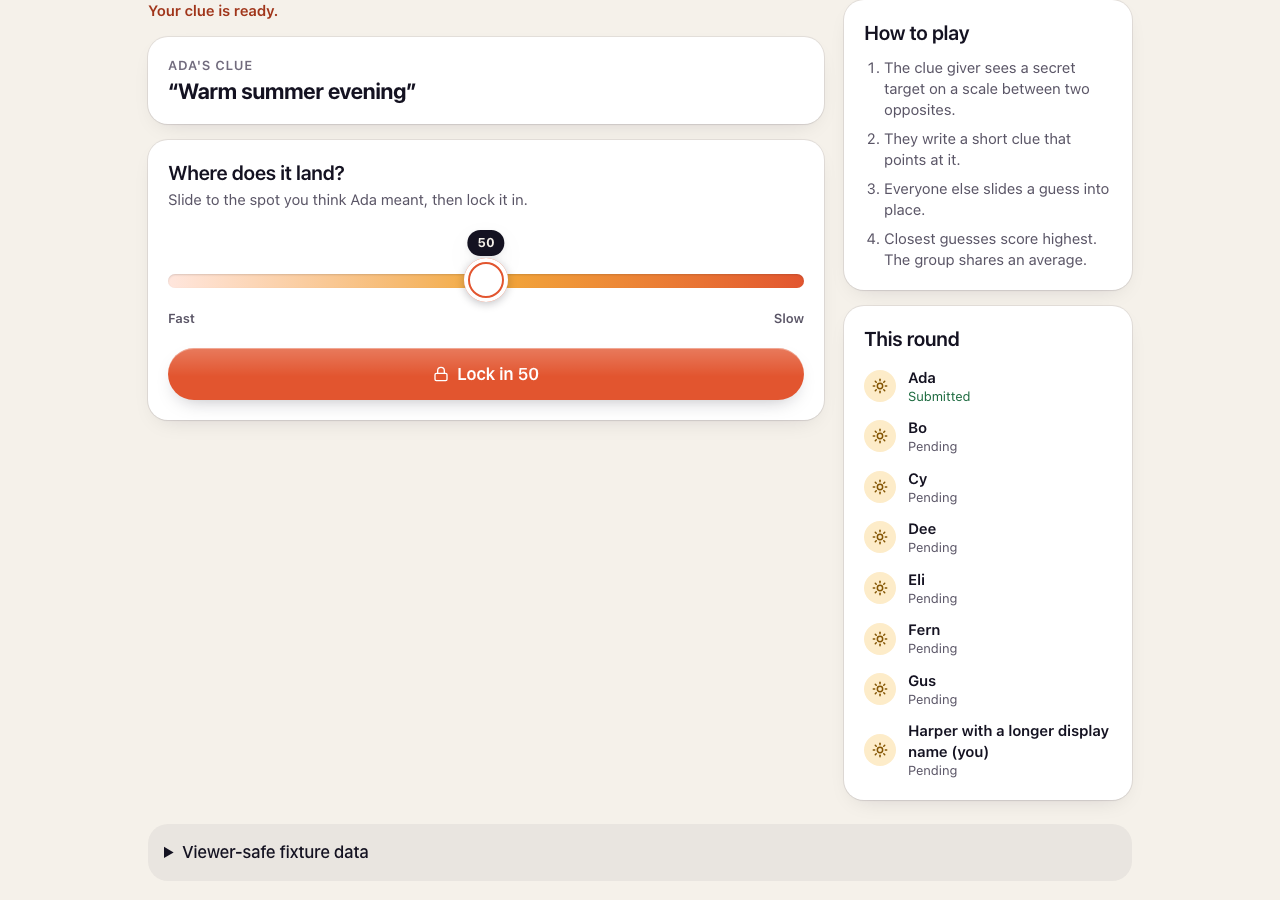 Your clue is ready.
ADA'S CLUE
“Warm summer evening”
Where does it land?
Slide to the spot you think Ada meant, then lock it in.
50
Fast
Slow
Lock in 50
How to play
1. The clue giver sees a secret
target on a scale between two
opposites.
2. They write a short clue that
points at it.
3. Everyone else slides a guess into
place.
4. Closest guesses score highest.
The group shares an average.
This round
Ada
Submitted
Bo
Pending
Cy
Pending
Dee
Pending
Eli
Pending
Fern
Pending
Gus
Pending
Harper with a longer display
name (you)
Pending
Viewer-safe fixture data